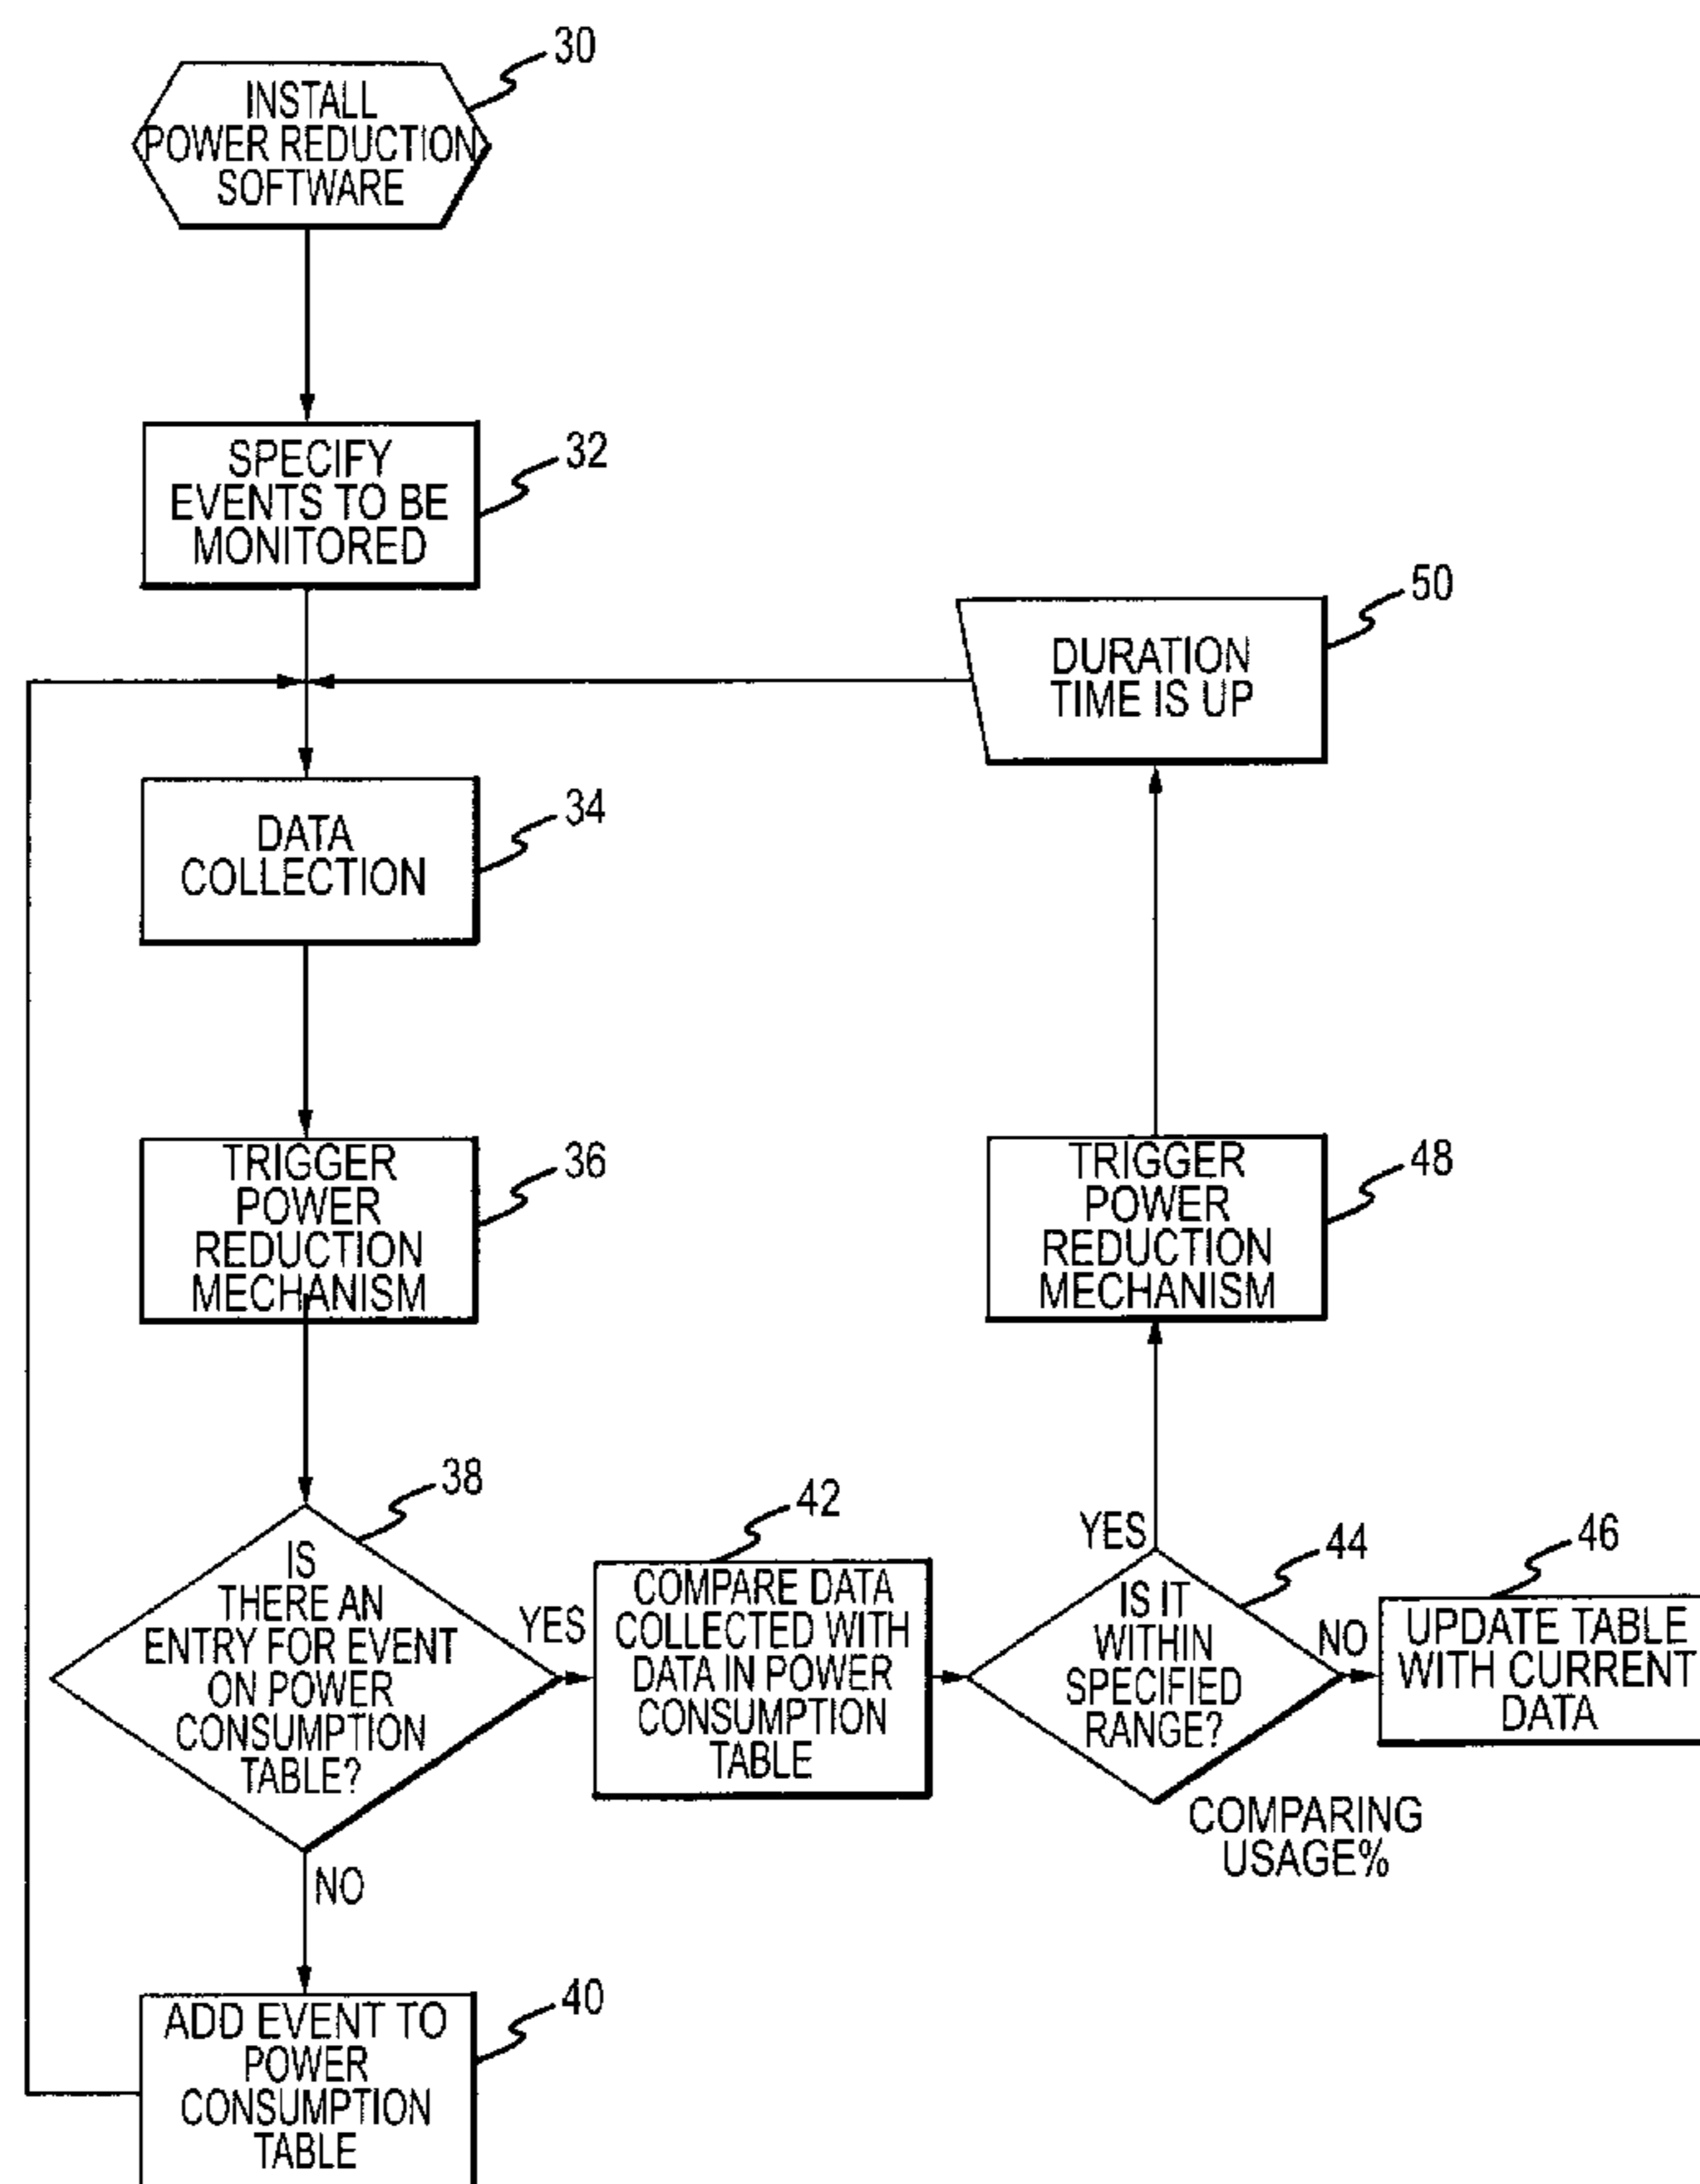 30
INSTALL
POWER REDUCTION
SOFTWARE
32
SPECIFY
EVENTS TO BE
MONITORED
50
DURATION
TIME IS UP
34
DATA
COLLECTION
36
TRIGGER
POWER
REDUCTION
MECHANISM
48
TRIGGER
POWER
REDUCTION
MECHANISM
38
IS
THERE AN
ENTRY FOR EVENT
ON POWER
CONSUMPTION
TABLE?
YES
42
COMPARE DATA
COLLECTED WITH
DATA IN POWER
CONSUMPTION
TABLE
YES
44
IS IT
WITHIN
SPECIFIED
RANGE?
NO
46
UPDATE TABLE
WITH CURRENT
DATA
COMPARING
USAGE%
NO
40
ADD EVENT TO
POWER
CONSUMPTION
TABLE